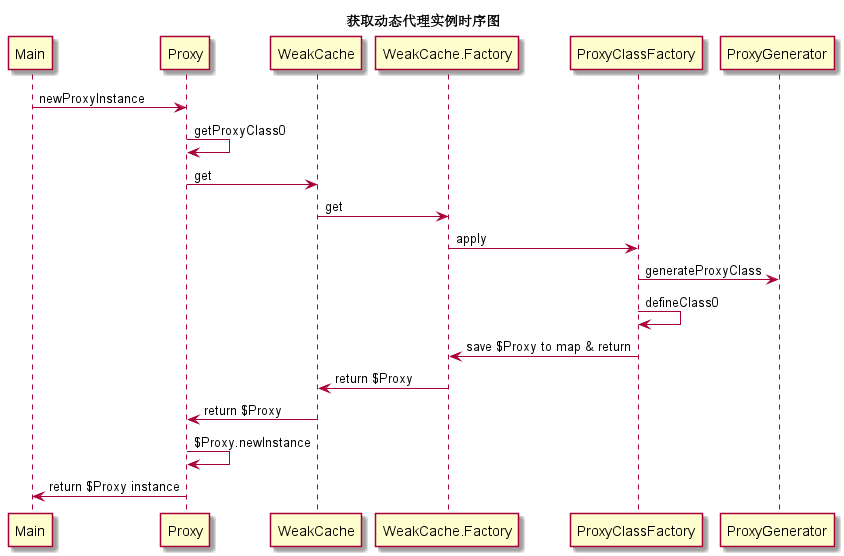 获取动态代理实例时序图
Main Proxy WeakCache WeakCache.Factory ProxyClassFactory ProxyGenerator
newProxyInstance
getProxyClass0
get
get
apply
generateProxyClass
defineClass0
save $Proxy to map & return
return $Proxy
return $Proxy
$Proxy.newInstance
return $Proxy instance
Main Proxy WeakCache WeakCache.Factory ProxyClassFactory ProxyGenerator